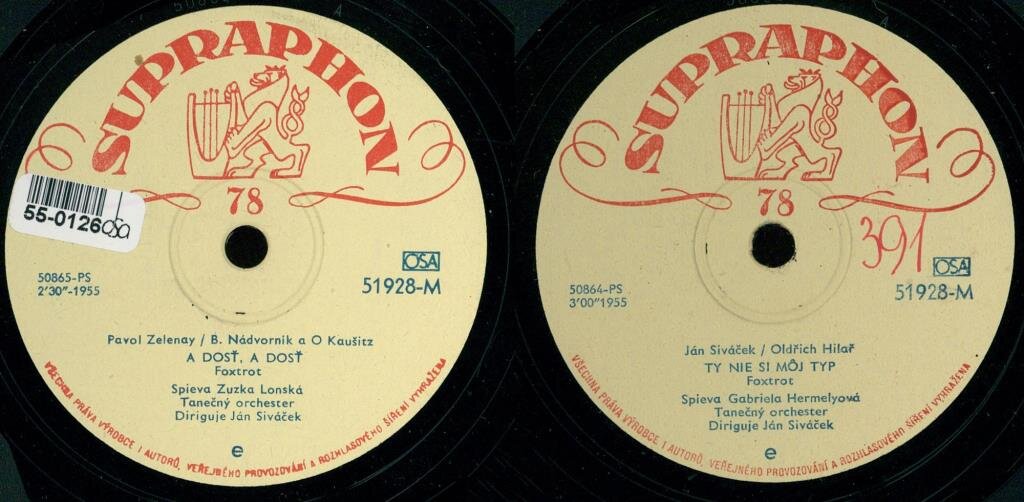 SUPRAPHON
78
55-0126 osa
OSA
50865-PS
51928-M
2'30"-1955
Pavol Zelenay / B. Nádvorník a O Kaušitz
A DOSŤ, A DOSŤ
Foxtrot
Spieva Zuzka Lonská
Tanečný orchester
Diriguje Ján Siváček
e
VŠECHNA PRÁVA VÝROBCE I AUTORŮ, VEŘEJNÉHO PROVOZOVÁNÍ A ROZHLASOVÉHO ŠÍŘENÍ VYHRAŽENA
SUPRAPHON
78
391
OSA
50864-PS
51928-M
3'00"1955
Ján Siváček / Oldřich Hilař
TY NIE SI MÔJ TYP
Foxtrot
Spieva Gabriela Hermelyová
Tanečný orchester
Diriguje Ján Siváček
e
VŠECHNA PRÁVA VÝROBCE I AUTORŮ, VEŘEJNÉHO PROVOZOVÁNÍ A ROZHLASOVÉHO ŠÍŘENÍ VYHRAŽENA